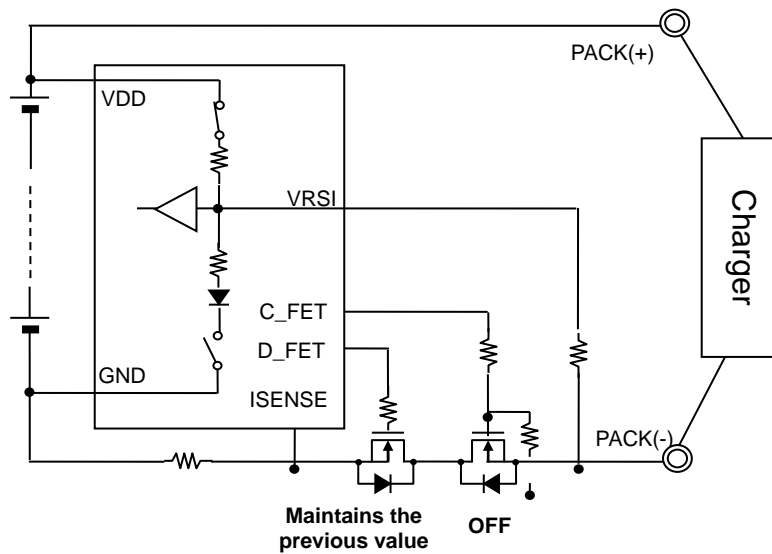 PACK(+)
VDD
VRSI
Charger
C_FET
D_FET
GND
ISENSE
PACK(-)
Maintains the
previous value
OFF